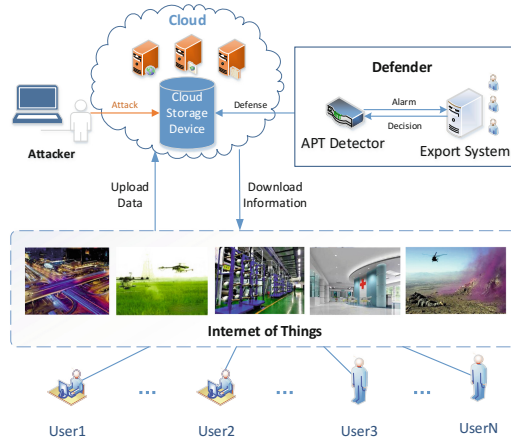 Cloud
Defender
Attack
Cloud
Storage
Device
Defense
Alarm
Decision
Attacker
APT Detector
Export System
Upload
Data
Download
Information
Internet of Things
... ... ...
User1
User2
User3
UserN